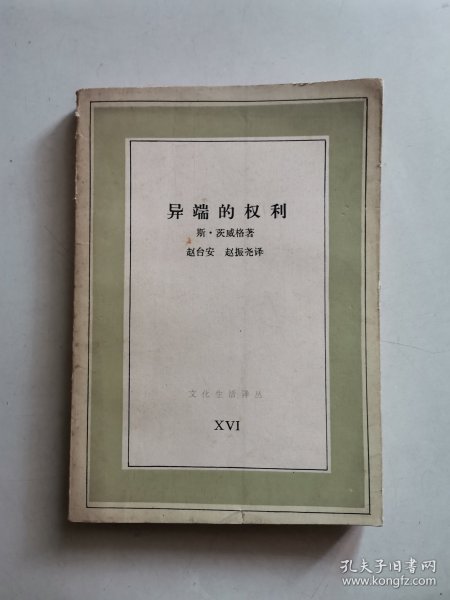 异端的权利
斯·茨威格著
赵台安 赵振尧译
文化生活译丛
XVI
孔夫子旧书网
www.kongfz.com